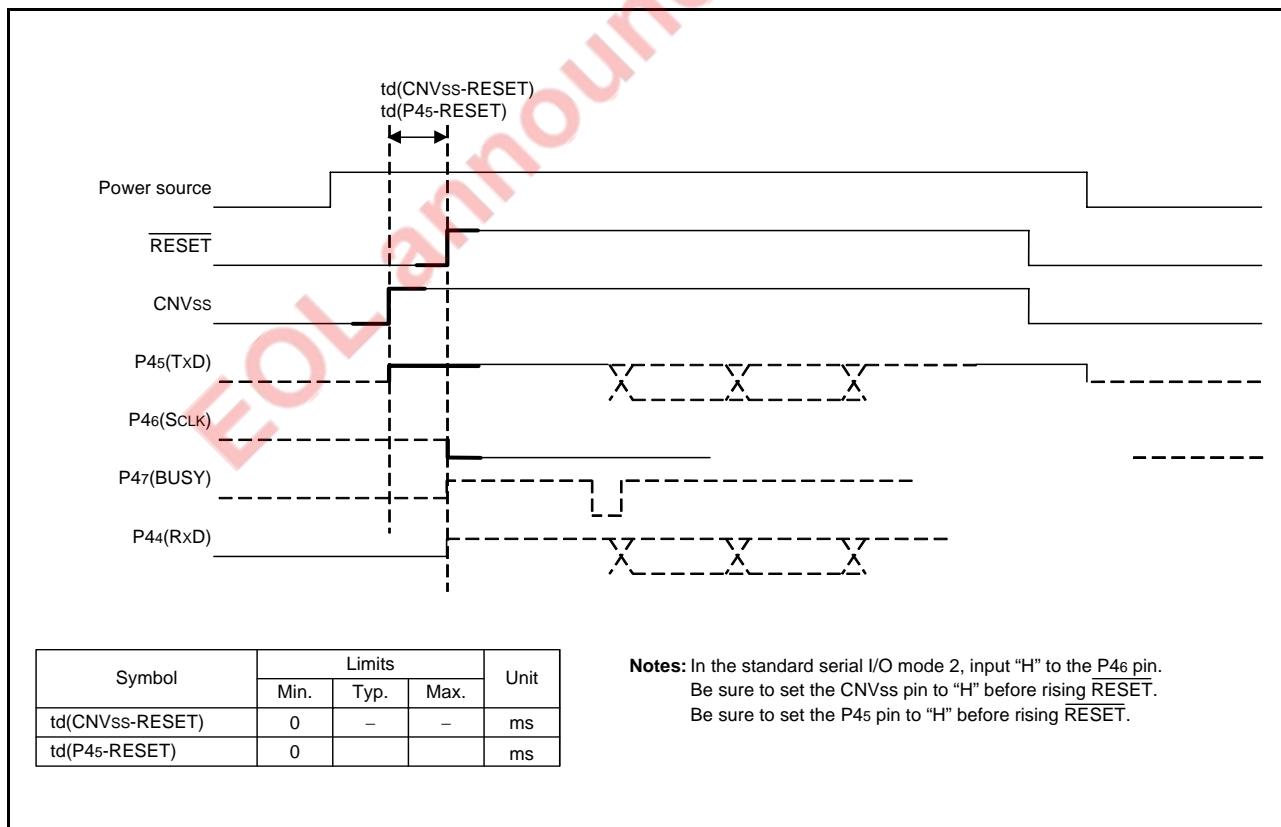 EOL announ
td(CNVss-RESET)
td(P45-RESET)
Power source
RESET
CNVss
P45(TxD)
P46(SCLK)
P47(BUSY)
P44(RxD)
Symbol Limits Unit
Min. Typ. Max.
td(CNVss-RESET) 0 – – ms
td(P45-RESET) 0 ms
Notes: In the standard serial I/O mode 2, input “H” to the P46 pin.
Be sure to set the CNVss pin to “H” before rising RESET.
Be sure to set the P45 pin to “H” before rising RESET.